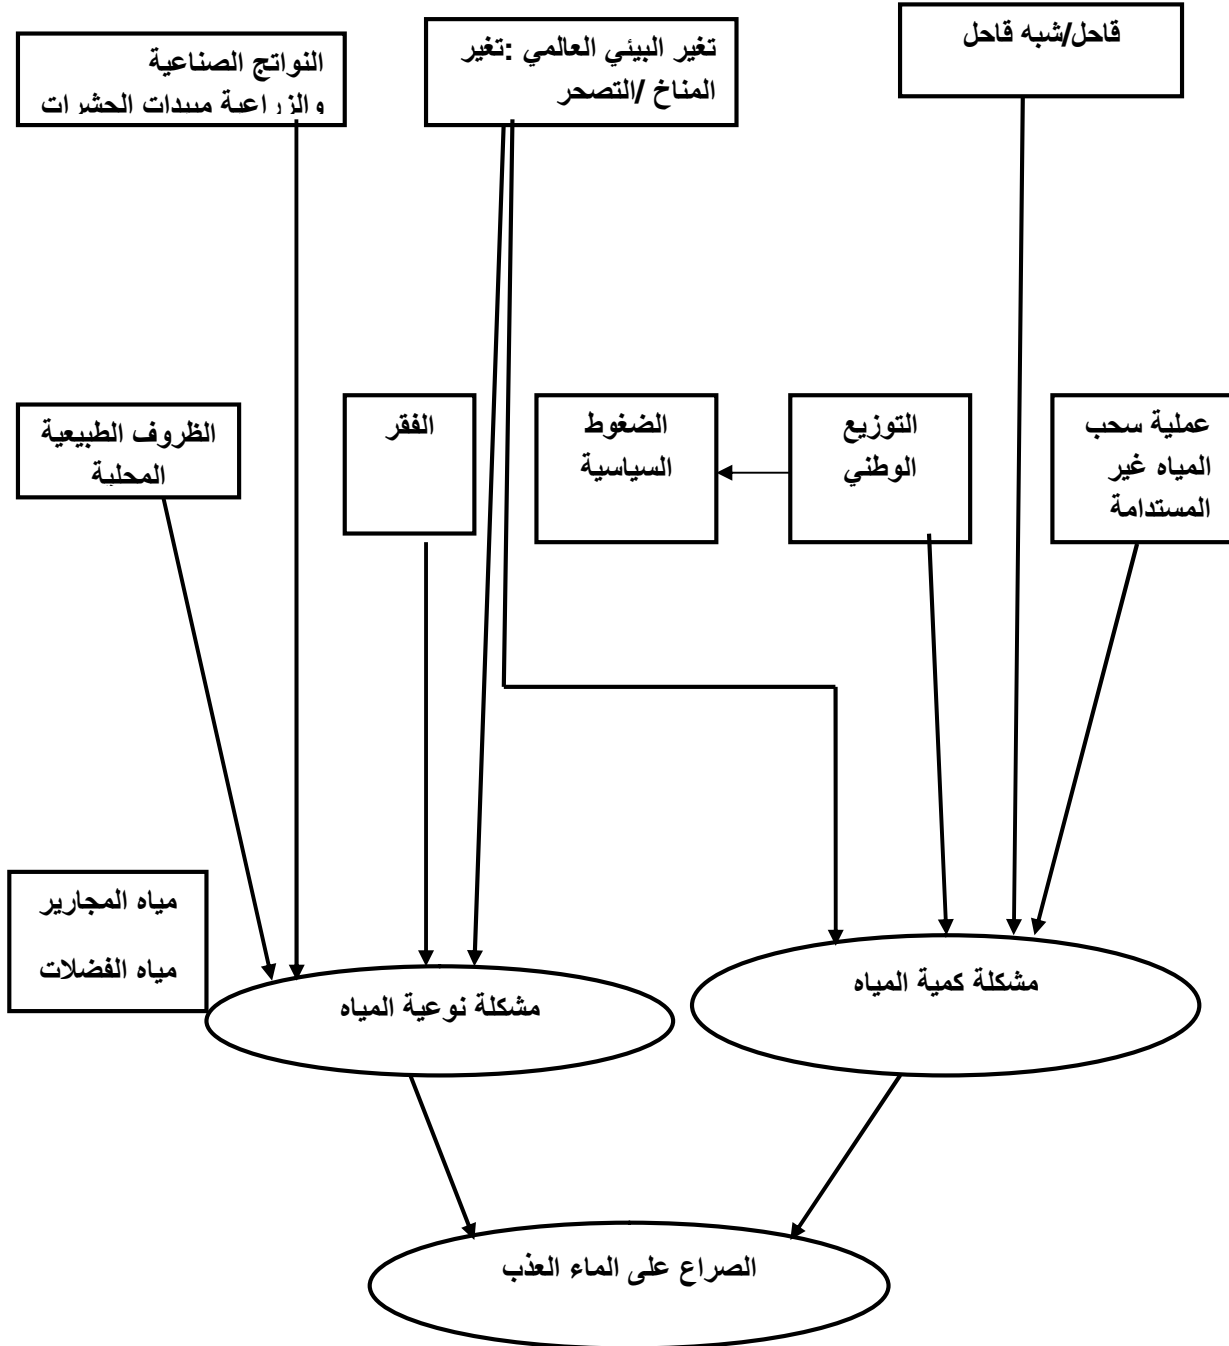 قاحل/شبه قاحل
تغير البيئي العالمي :تغير
المناخ /التصحر
النواتج الصناعية
والزراعية مبيدات الحشرات
عملية سحب
المياه غير
المستدامة
التوزيع
الوطني
الضغوط
السياسية
الفقر
الظروف الطبيعية
المحلية
مياه المجارير
مياه الفضلات
مشكلة كمية المياه
مشكلة نوعية المياه
الصراع على الماء العذب